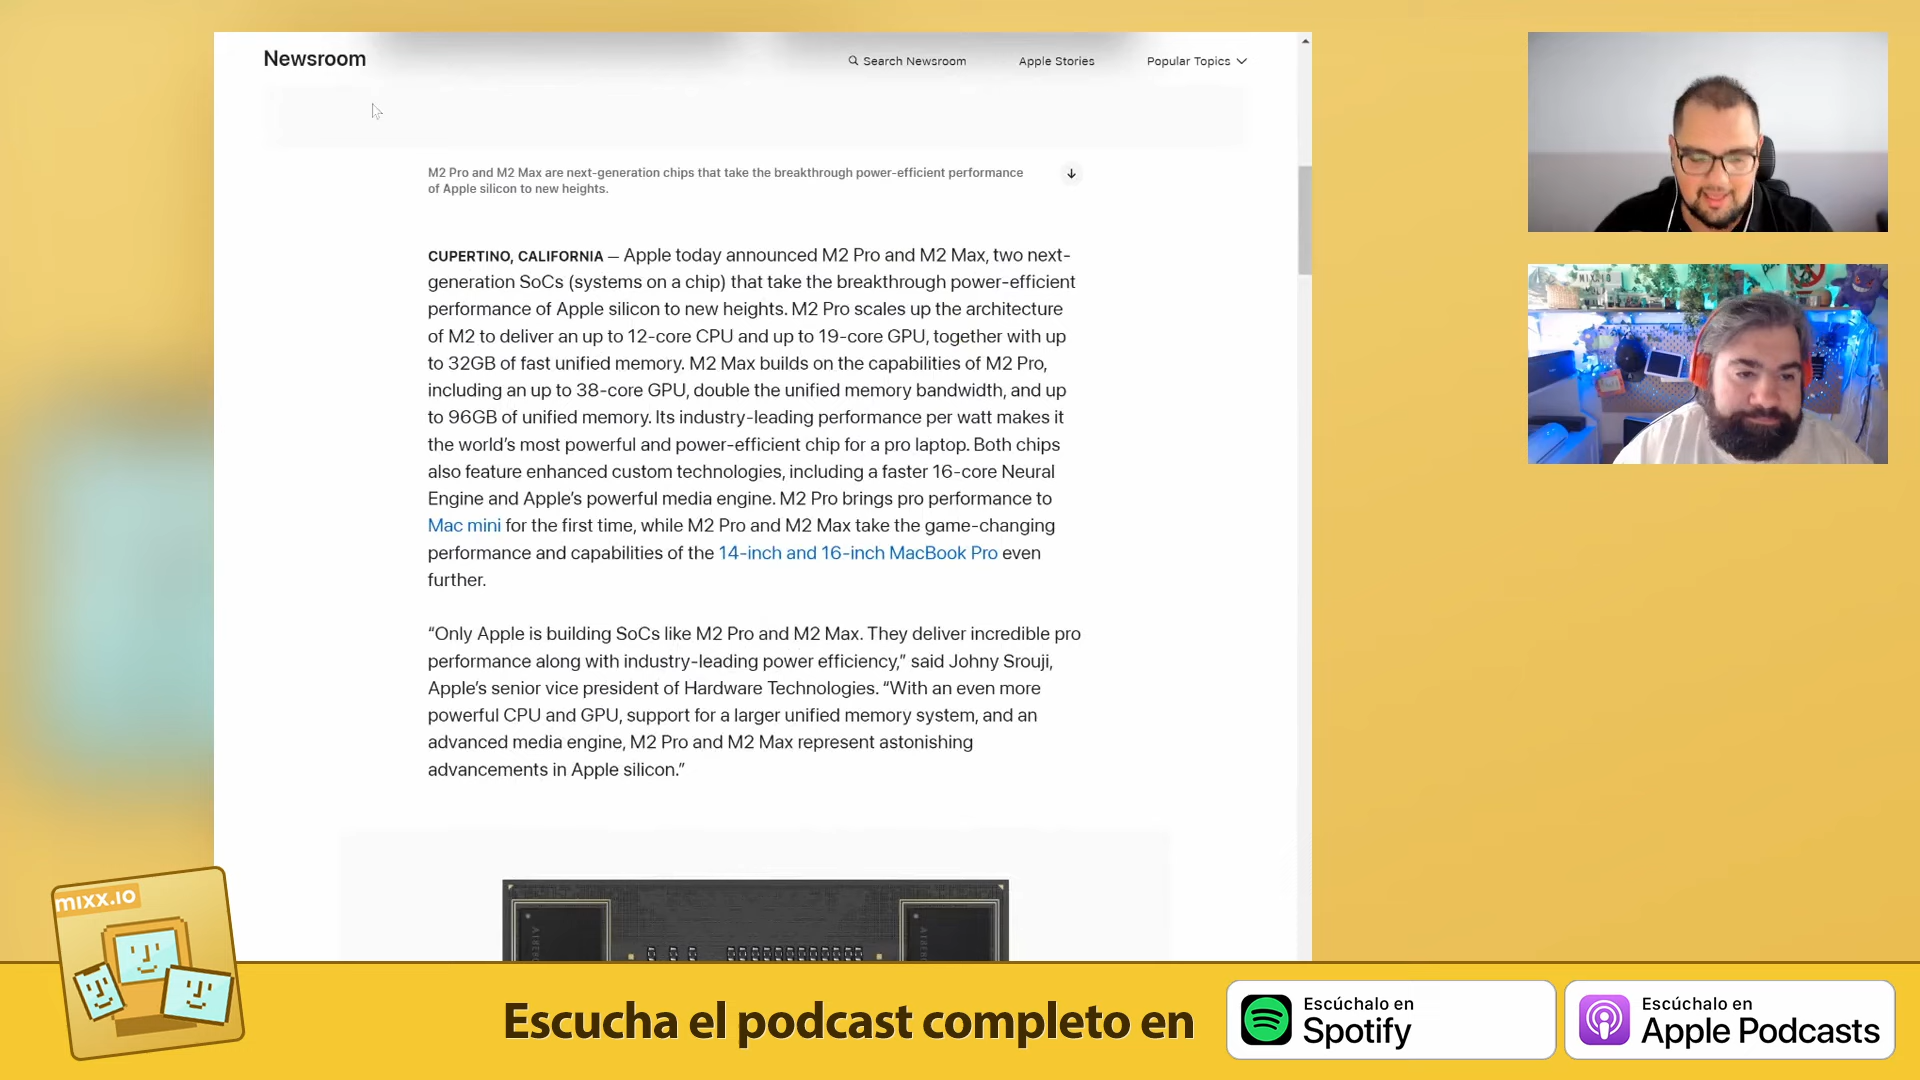 Newsroom
Search Newsroom
Apple Stories
Popular Topics
M2 Pro and M2 Max are next-generation chips that take the breakthrough power-efficient performance
of Apple silicon to new heights.
CUPERTINO, CALIFORNIA — Apple today announced M2 Pro and M2 Max, two next-
generation SoCs (systems on a chip) that take the breakthrough power-efficient
performance of Apple silicon to new heights. M2 Pro scales up the architecture
of M2 to deliver an up to 12-core CPU and up to 19-core GPU, together with up
to 32GB of fast unified memory. M2 Max builds on the capabilities of M2 Pro,
including an up to 38-core GPU, double the unified memory bandwidth, and up
to 96GB of unified memory. Its industry-leading performance per watt makes it
the world’s most powerful and power-efficient chip for a pro laptop. Both chips
also feature enhanced custom technologies, including a faster 16-core Neural
Engine and Apple’s powerful media engine. M2 Pro brings pro performance to
Mac mini for the first time, while M2 Pro and M2 Max take the game-changing
performance and capabilities of the 14-inch and 16-inch MacBook Pro even
further.
“Only Apple is building SoCs like M2 Pro and M2 Max. They deliver incredible pro
performance along with industry-leading power efficiency,” said Johny Srouji,
Apple’s senior vice president of Hardware Technologies. “With an even more
powerful CPU and GPU, support for a larger unified memory system, and an
advanced media engine, M2 Pro and M2 Max represent astonishing
advancements in Apple silicon.”
MIXX.IO
mixx.io
Escucha el podcast completo en
Escúchalo en
Spotify
Escúchalo en
Apple Podcasts